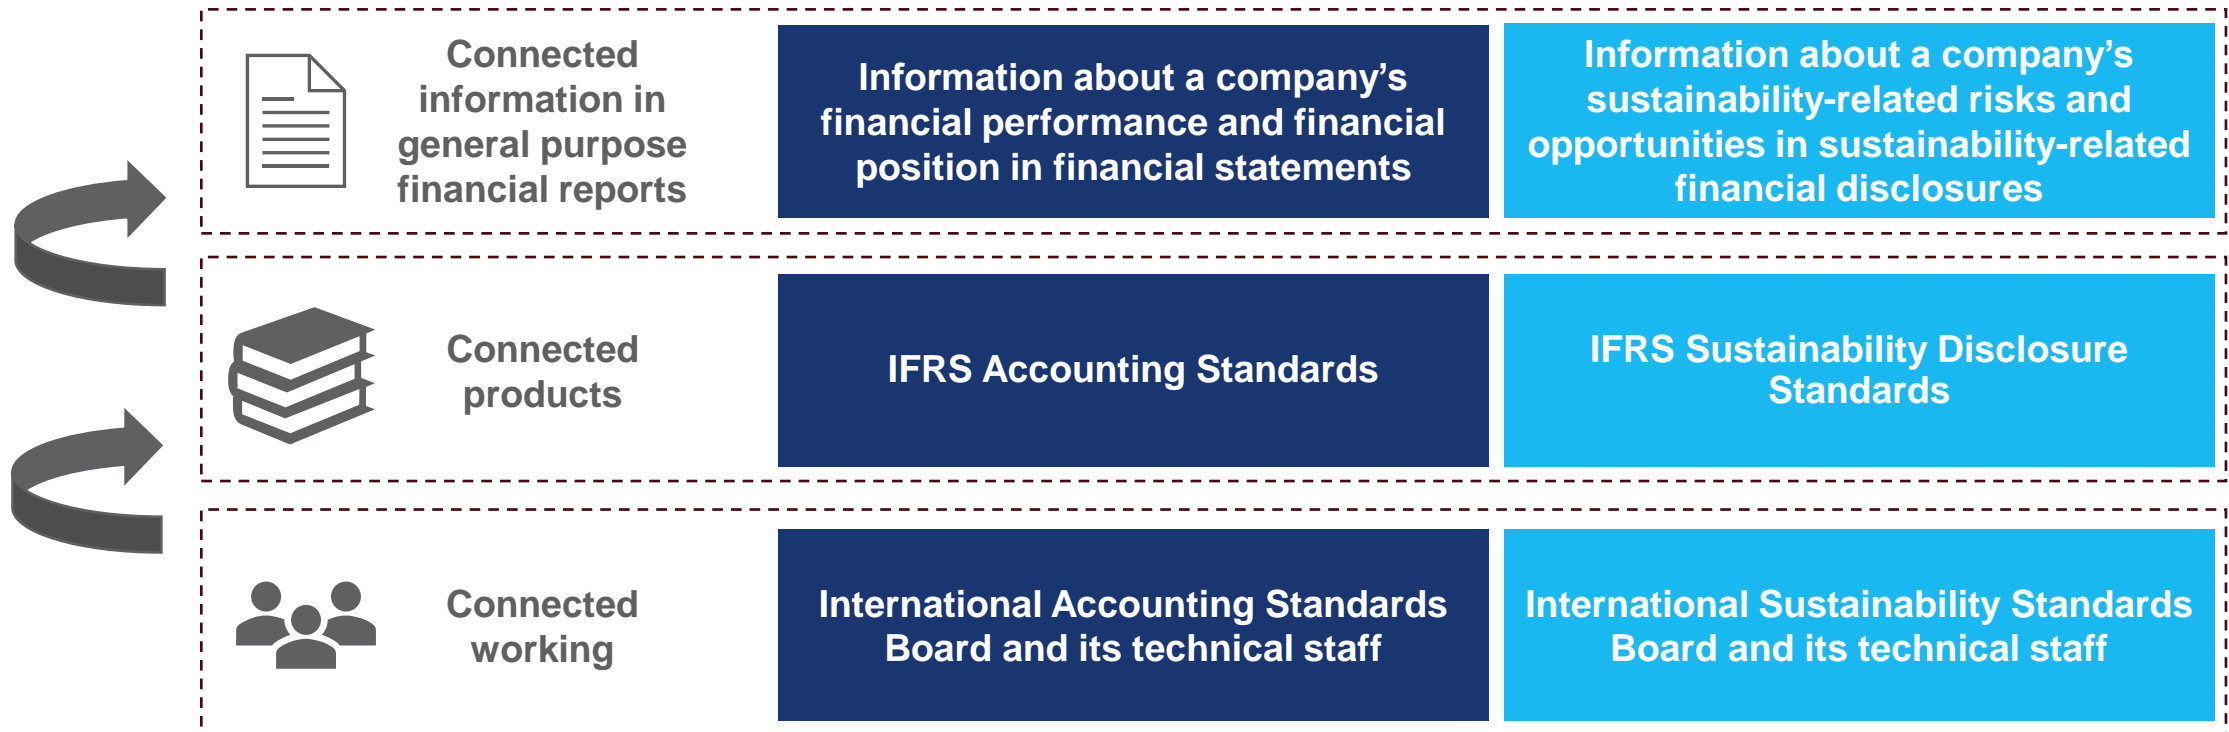 Connected
information in
general purpose
financial reports
Information about a company’s
financial performance and financial
position in financial statements
Information about a company’s
sustainability-related risks and
opportunities in sustainability-related
financial disclosures
Connected
products
IFRS Accounting Standards
IFRS Sustainability Disclosure
Standards
Connected
working
International Accounting Standards
Board and its technical staff
International Sustainability Standards
Board and its technical staff